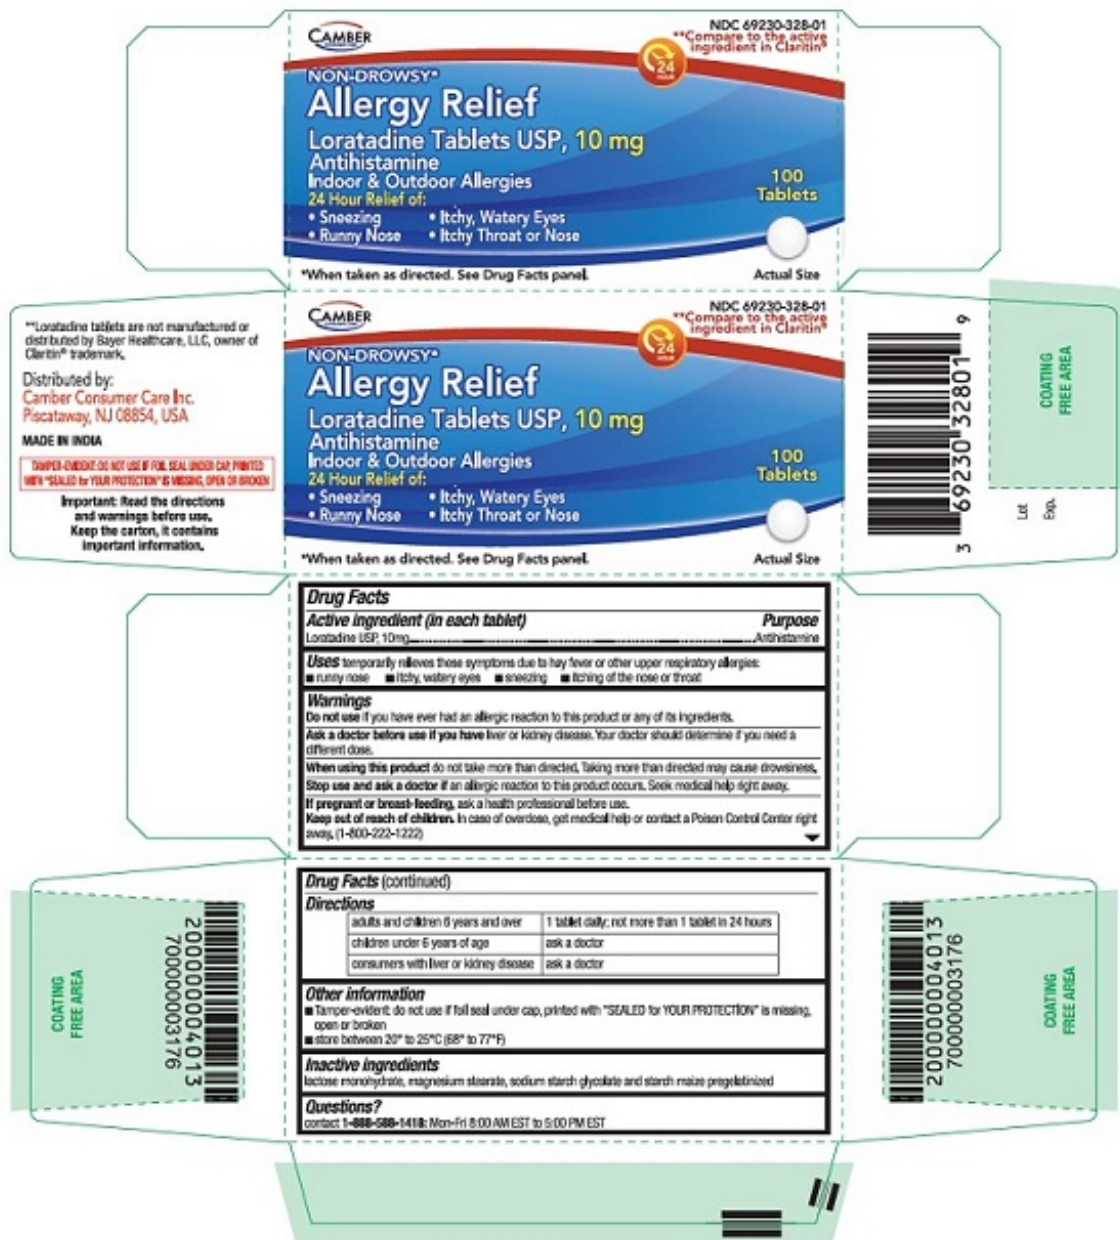 CAMBER
NDC 69230-328-01
**Compare to the active
ingredient in Claritin®
24
HOUR
NON-DROWSY*
Allergy Relief
Loratadine Tablets USP, 10 mg
Antihistamine
Indoor & Outdoor Allergies
24 Hour Relief of:
• Sneezing • Itchy, Watery Eyes
• Runny Nose • Itchy Throat or Nose
100
Tablets
*When taken as directed. See Drug Facts panel.
Actual Size
**Loratadine tablets are not manufactured or
distributed by Bayer Healthcare, LLC, owner of
Claritin® trademark.
Distributed by:
Camber Consumer Care Inc.
Piscataway, NJ 08854, USA
MADE IN INDIA
TAMPER-EVIDENT: DO NOT USE IF FOIL SEAL UNDER CAP, PRINTED
WITH "SEALED for YOUR PROTECTION" IS MISSING, OPEN OR BROKEN
Important: Read the directions
and warnings before use.
Keep the carton, it contains
important information.
CAMBER
NDC 69230-328-01
**Compare to the active
ingredient in Claritin®
24
HOUR
NON-DROWSY*
Allergy Relief
Loratadine Tablets USP, 10 mg
Antihistamine
Indoor & Outdoor Allergies
24 Hour Relief of:
• Sneezing • Itchy, Watery Eyes
• Runny Nose • Itchy Throat or Nose
100
Tablets
*When taken as directed. See Drug Facts panel.
Actual Size
3 69230 32801 9
COATING
FREE AREA
Lot
Exp.
Drug Facts
Active ingredient (in each tablet) Purpose
Loratadine USP, 10mg Antihistamine
Uses temporarily relieves these symptoms due to hay fever or other upper respiratory allergies:
■ runny nose ■ itchy, watery eyes ■ sneezing ■ itching of the nose or throat
Warnings
Do not use if you have ever had an allergic reaction to this product or any of its ingredients.
Ask a doctor before use if you have liver or kidney disease. Your doctor should determine if you need a
different dose.
When using this product do not take more than directed. Taking more than directed may cause drowsiness.
Stop use and ask a doctor if an allergic reaction to this product occurs. Seek medical help right away.
If pregnant or breast-feeding, ask a health professional before use.
Keep out of reach of children. In case of overdose, get medical help or contact a Poison Control Center right
away. (1-800-222-1222)
Drug Facts (continued)
Directions
adults and children 6 years and over 1 tablet daily; not more than 1 tablet in 24 hours
children under 6 years of age ask a doctor
consumers with liver or kidney disease ask a doctor
Other information
■ Tamper-evident: do not use if foil seal under cap, printed with "SEALED for YOUR PROTECTION" is missing,
open or broken
■ store between 20° to 25°C (68° to 77°F)
Inactive ingredients
lactose monohydrate, magnesium stearate, sodium starch glycolate and starch maize pregelatinized
Questions?
contact 1-888-588-1418: Mon-Fri 8:00 AM EST to 5:00 PM EST
COATING
FREE AREA
2000000004013
7000000003176
2000000004013
7000000003176
COATING
FREE AREA